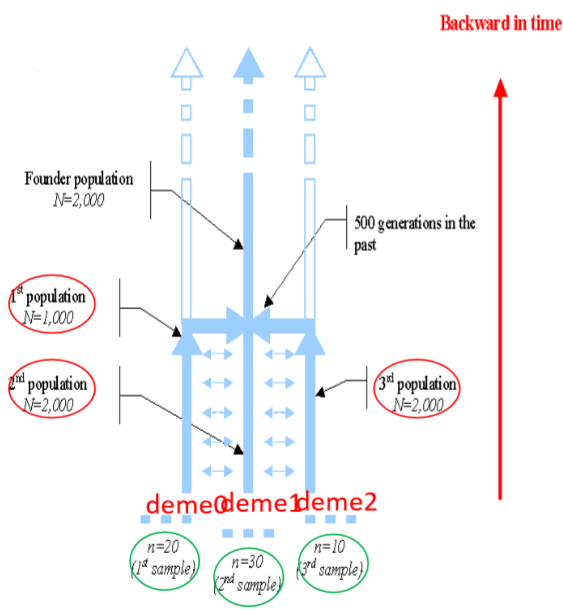 Backward in time
Founder population
N=2,000
500 generations in the
past
1st population
N=1,000
2nd population
N=2,000
3rd population
N=2,000
deme0
deme1
deme2
n=20
(1st sample)
n=30
(2nd sample)
n=10
(3rd sample)